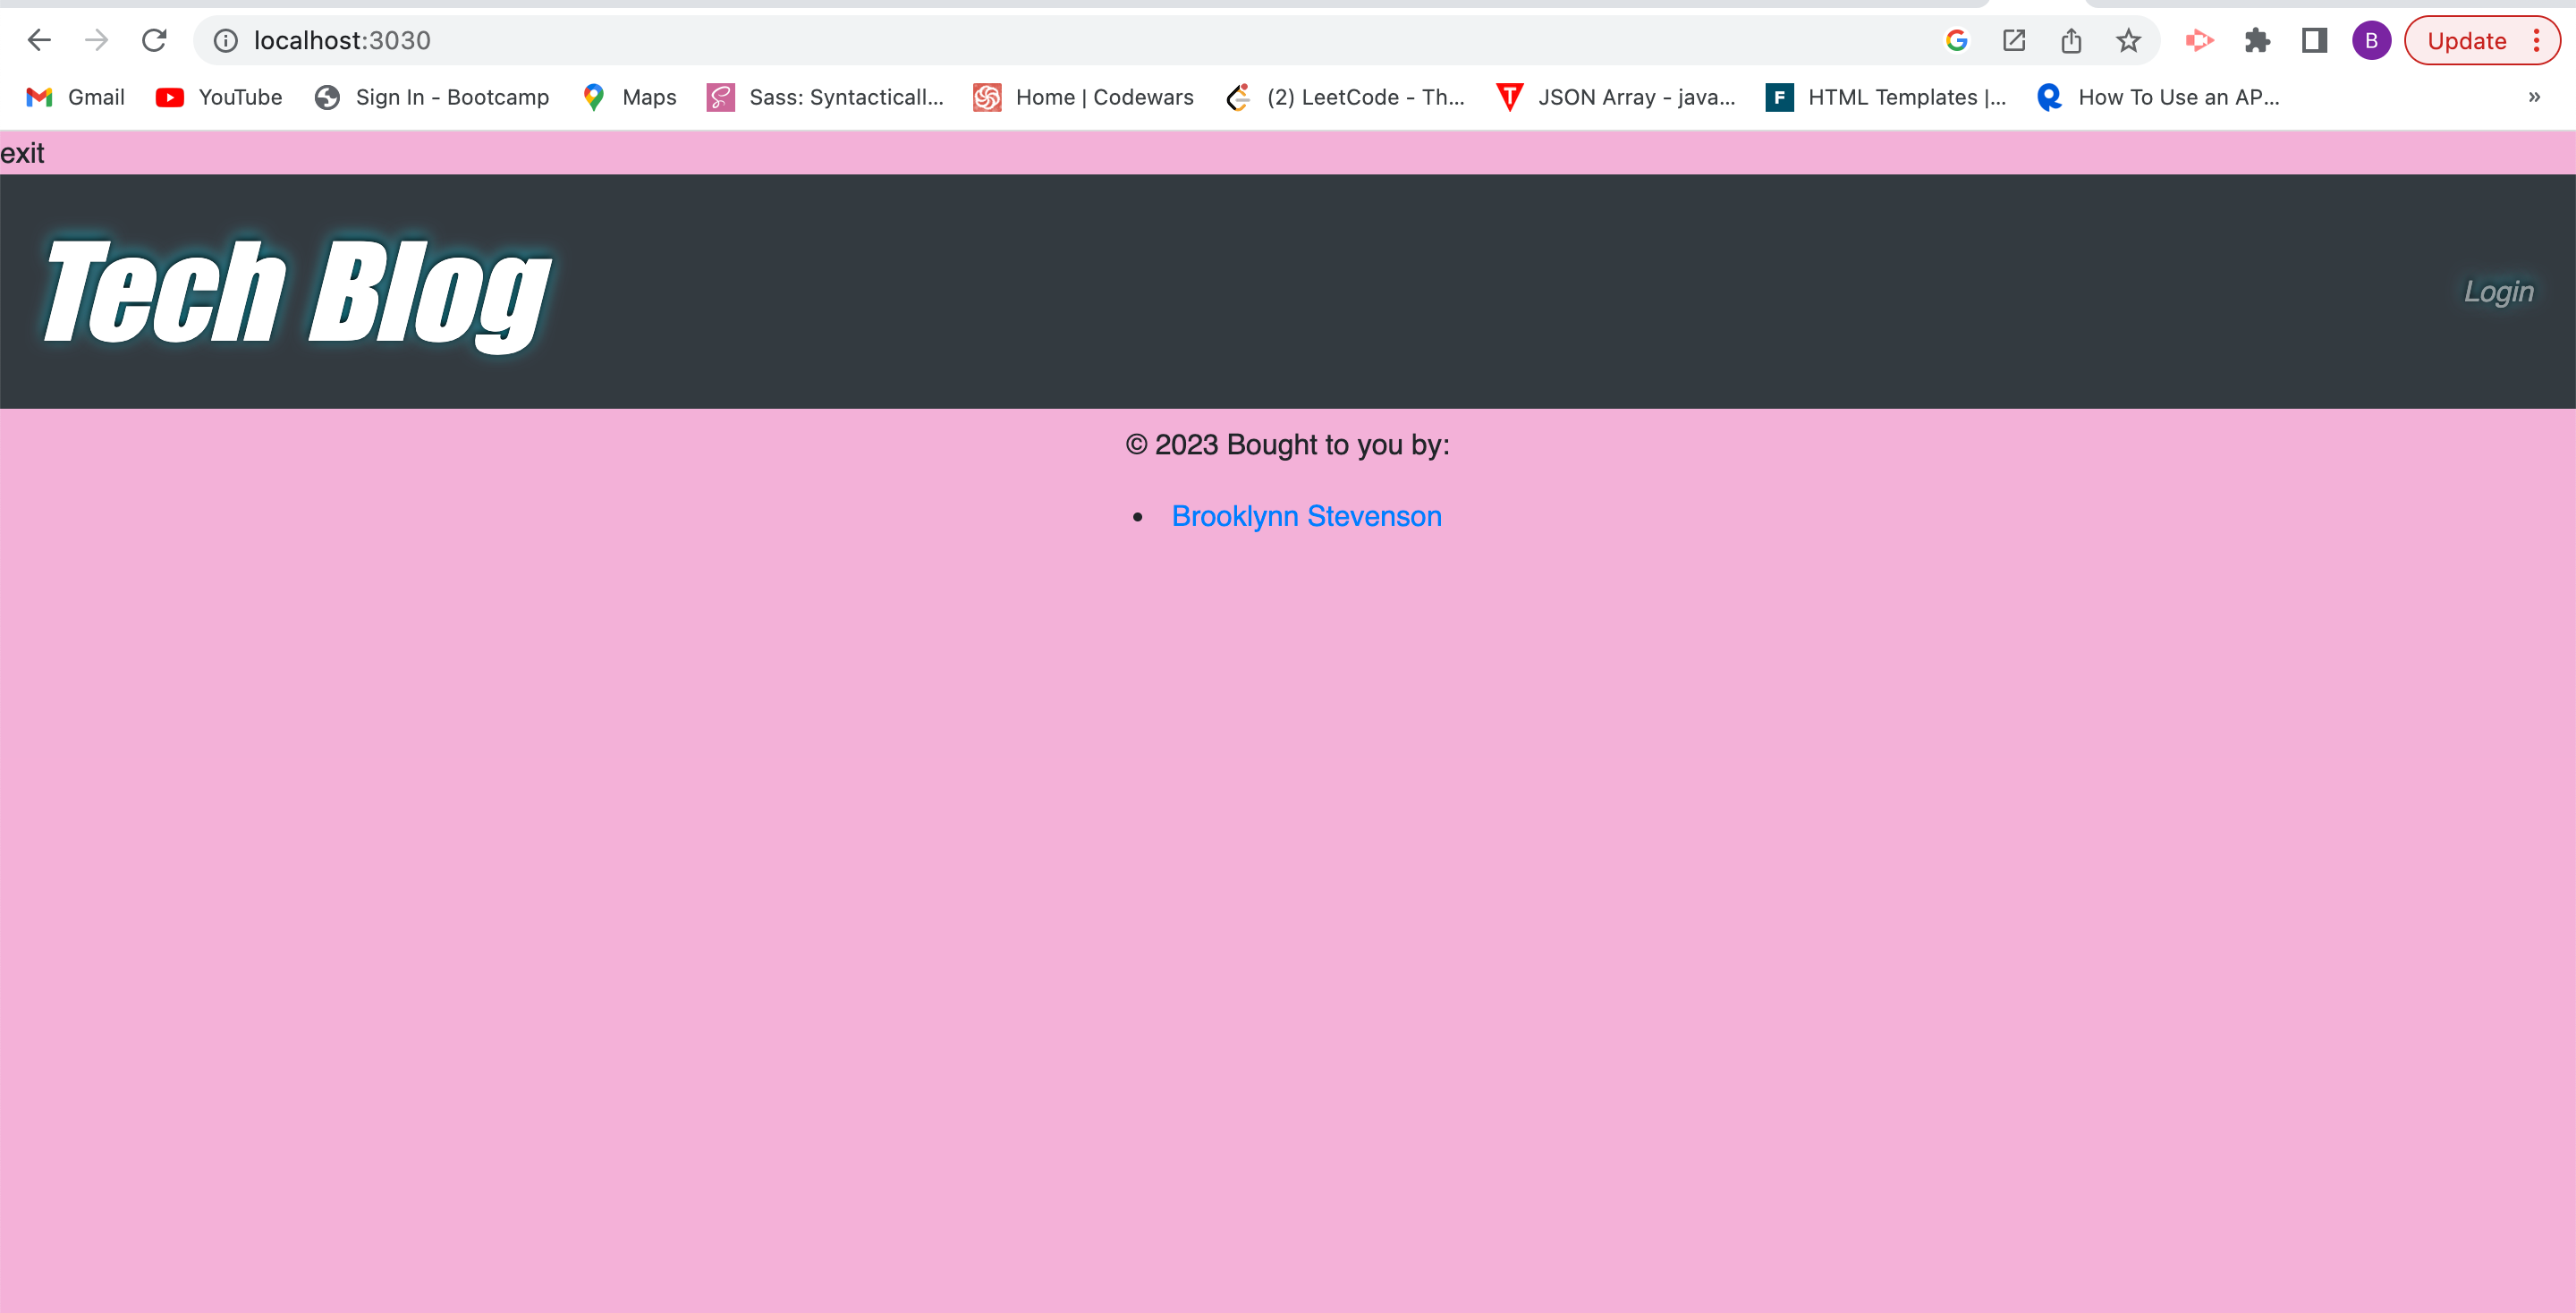 localhost:3030
B
Update
Gmail
YouTube
Sign In - Bootcamp
Maps
Sass: Syntacticall...
Home | Codewars
(2) LeetCode - Th...
JSON Array - java...
F
HTML Templates |...
How To Use an AP...
»
exit
Tech Blog
Login
© 2023 Bought to you by:
• Brooklynn Stevenson